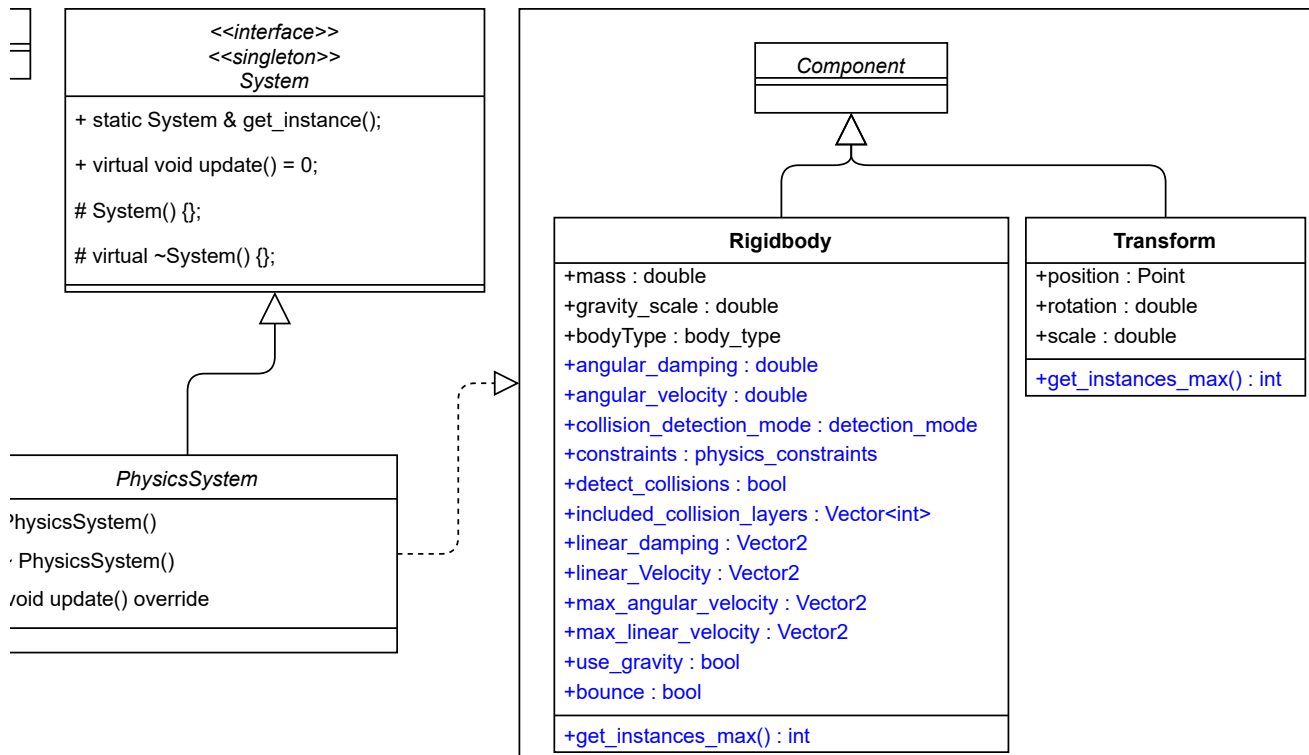 <<interface>>
<<singleton>>
System
+ static System & get_instance();
+ virtual void update() = 0;
# System() {};
# virtual ~System() {};
PhysicsSystem
PhysicsSystem()
PhysicsSystem()
void update() override
Component
Rigidbody
+mass : double
+gravity_scale : double
+bodyType : body_type
+angular_damping : double
+angular_velocity : double
+collision_detection_mode : detection_mode
+constraints : physics_constraints
+detect_collisions : bool
+included_collision_layers : Vector<int>
+linear_damping : Vector2
+linear_Velocity : Vector2
+max_angular_velocity : Vector2
+max_linear_velocity : Vector2
+use_gravity : bool
+bounce : bool
+get_instances_max() : int
Transform
+position : Point
+rotation : double
+scale : double
+get_instances_max() : int